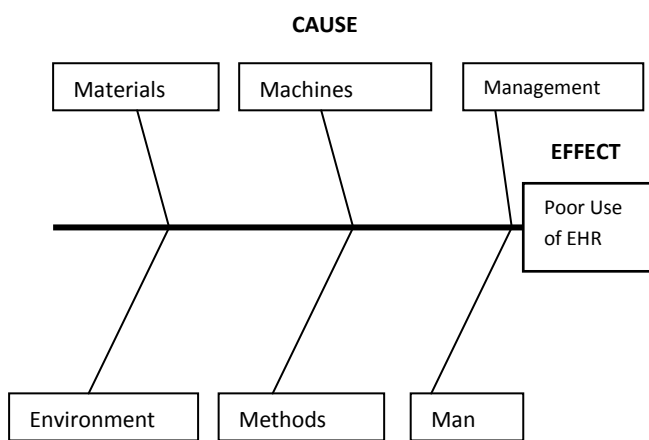 CAUSE
Materials
Machines
Management
EFFECT
Poor Use
of EHR
Environment
Methods
Man